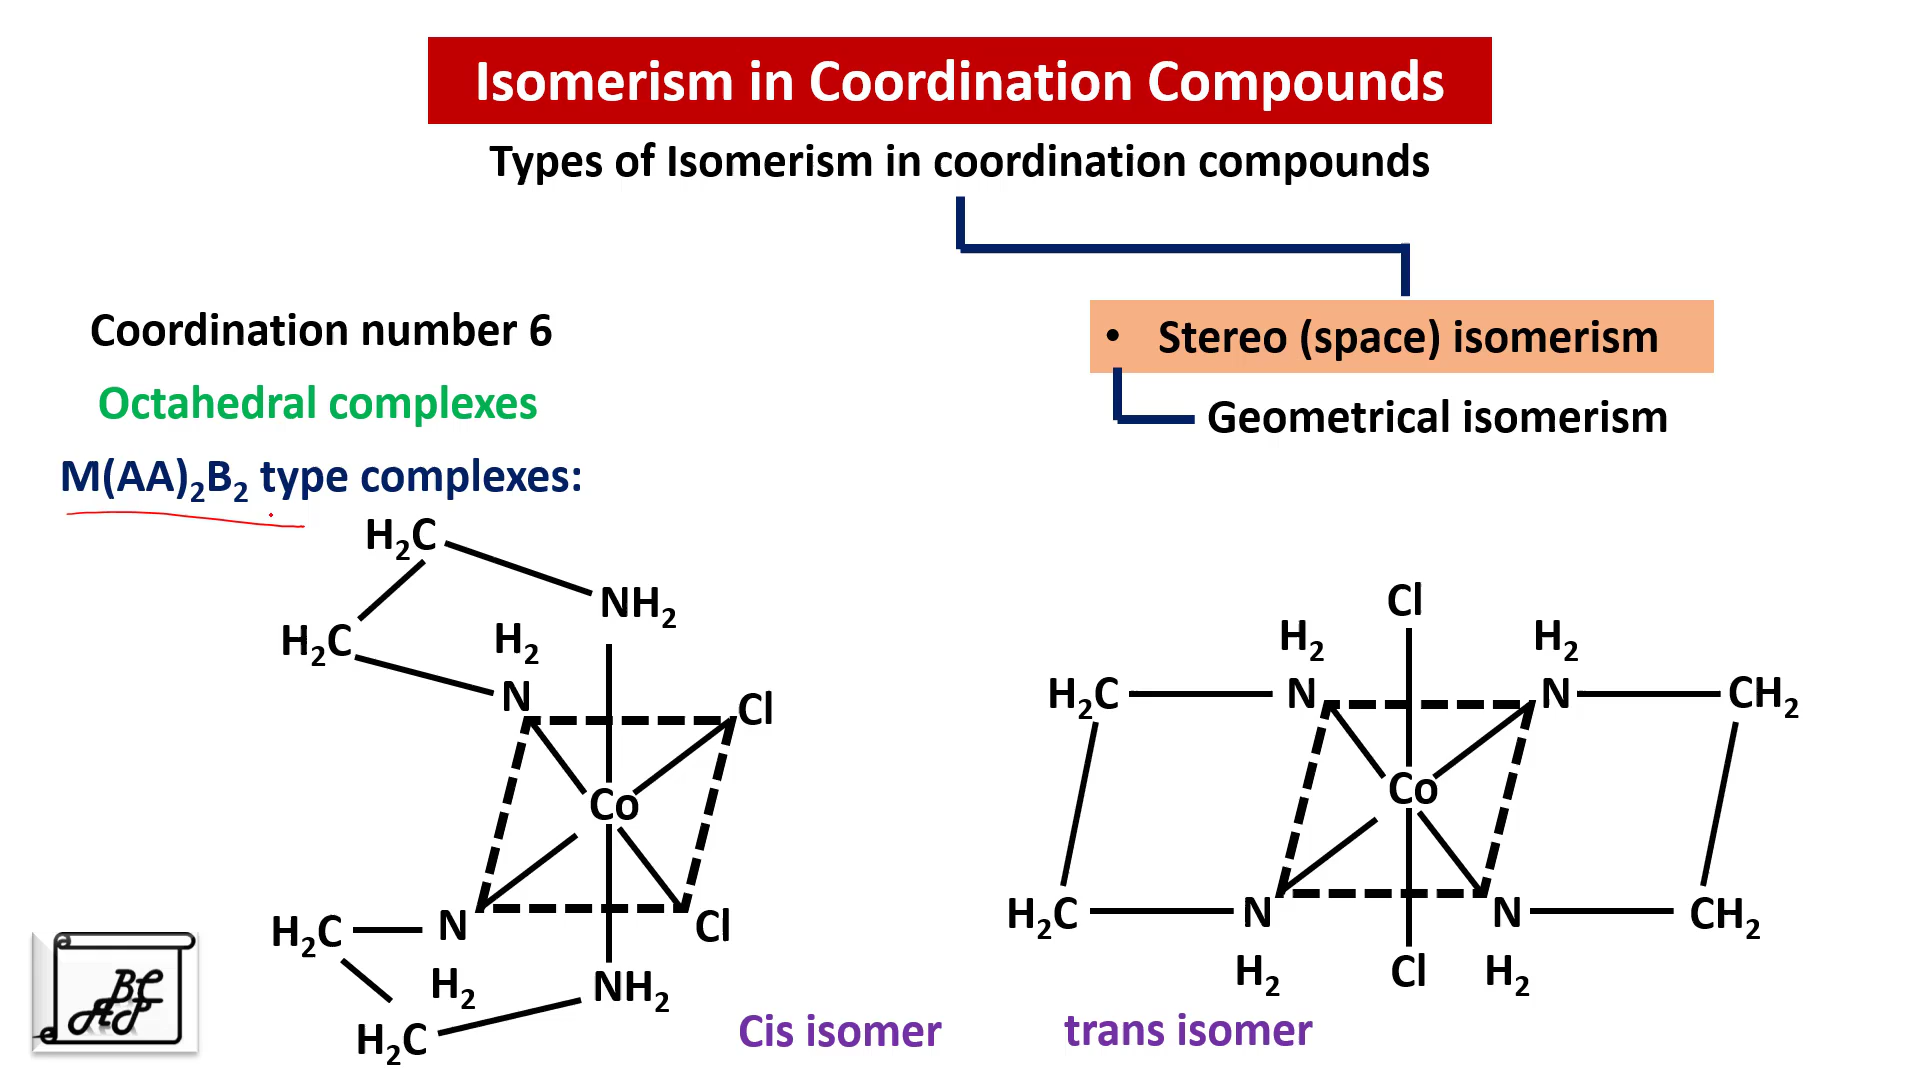 Isomerism in Coordination Compounds
Types of Isomerism in coordination compounds
Coordination number 6
• Stereo (space) isomerism
Octahedral complexes
Geometrical isomerism
M(AA)₂B₂ type complexes:
H₂C
NH₂
H₂C
H₂
N
Cl
Co
H₂C
N
Cl
H₂
NH₂
H₂C
Cis isomer
Cl
H₂
H₂
H₂C
N
N
CH₂
Co
H₂C
N
N
CH₂
H₂
Cl
H₂
trans isomer
BC
AP